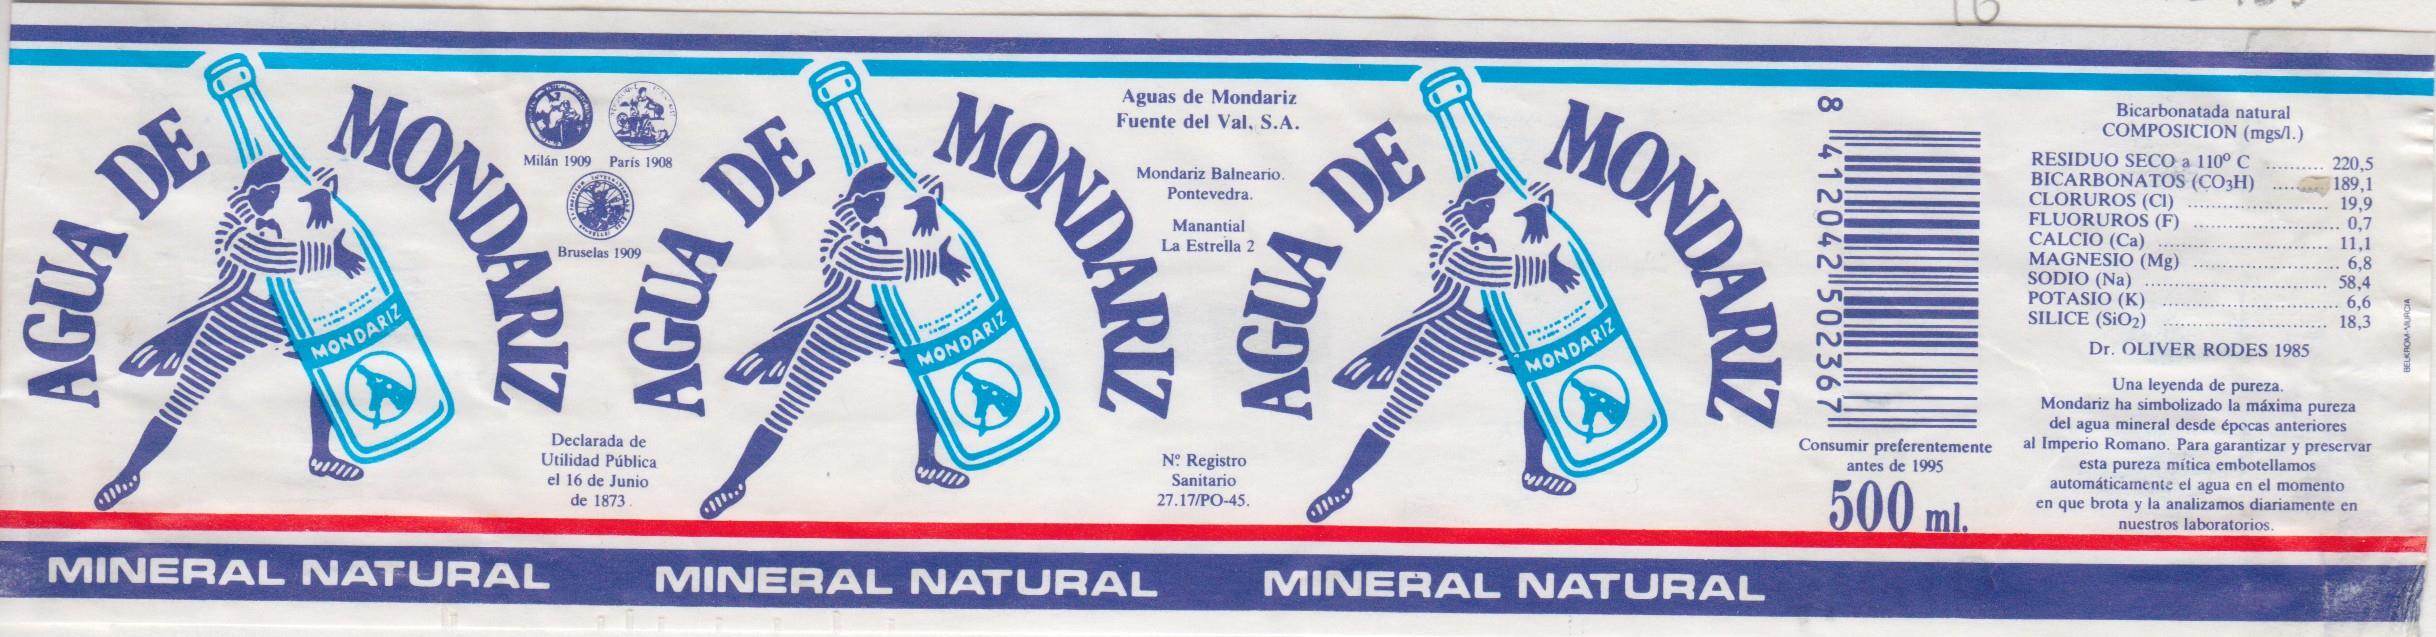 AGUA DE MONDARIZ
MONDARIZ
Milán 1909
París 1908
Bruselas 1909
Declarada de
Utilidad Pública
el 16 de Junio
de 1873.
MINERAL NATURAL
AGUA DE MONDARIZ
MONDARIZ
Aguas de Mondariz
Fuente del Val, S.A.
Mondariz Balneario.
Pontevedra.
Manantial
La Estrella 2
Nº Registro
Sanitario
27.17/PO-45.
MINERAL NATURAL
AGUA DE MONDARIZ
MONDARIZ
MINERAL NATURAL
8 412042 502367
Consumir preferentemente
antes de 1995
500 ml.
Bicarbonatada natural
COMPOSICION (mgs/l.)
RESIDUO SECO a 110º C ......... 220,5
BICARBONATOS (CO3H) ..... 189,1
CLORUROS (Cl) ........................ 19,9
FLUORUROS (F) ......................... 0,7
CALCIO (Ca) ............................. 11,1
MAGNESIO (Mg) ......................... 6,8
SODIO (Na) ............................... 58,4
POTASIO (K) .............................. 6,6
SILICE (SiO2) ............................ 18,3
Dr. OLIVER RODES 1985
Una leyenda de pureza.
Mondariz ha simbolizado la máxima pureza
del agua mineral desde épocas anteriores
al Imperio Romano. Para garantizar y preservar
esta pureza mítica embotellamos
automáticamente el agua en el momento
en que brota y la analizamos diariamente en
nuestros laboratorios.
BELKROM-MURCIA
16